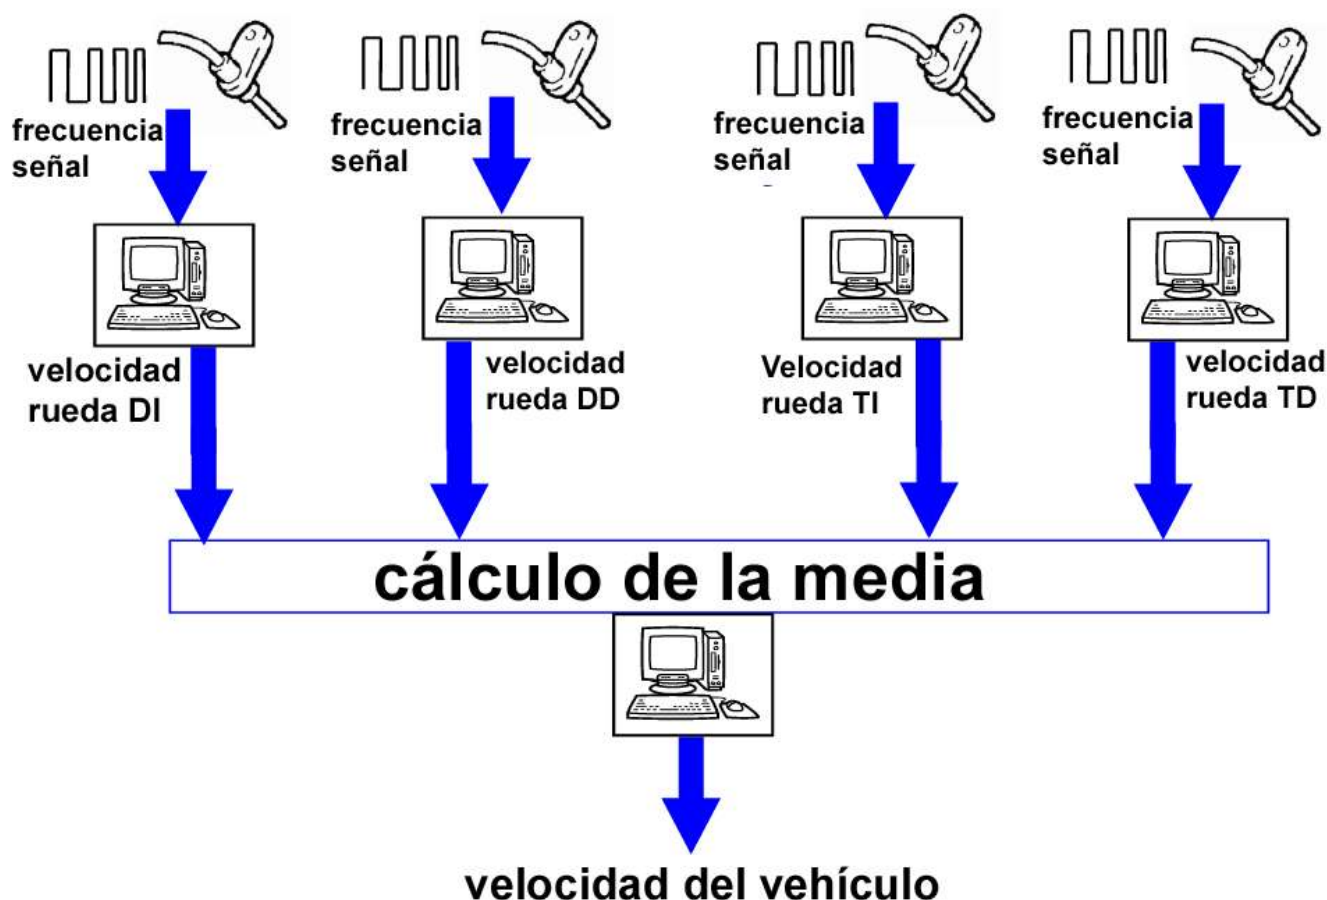 frecuencia
señal
frecuencia
señal
frecuencia
señal
frecuencia
señal
velocidad
rueda DI
velocidad
rueda DD
Velocidad
rueda TI
velocidad
rueda TD
cálculo de la media
velocidad del vehículo